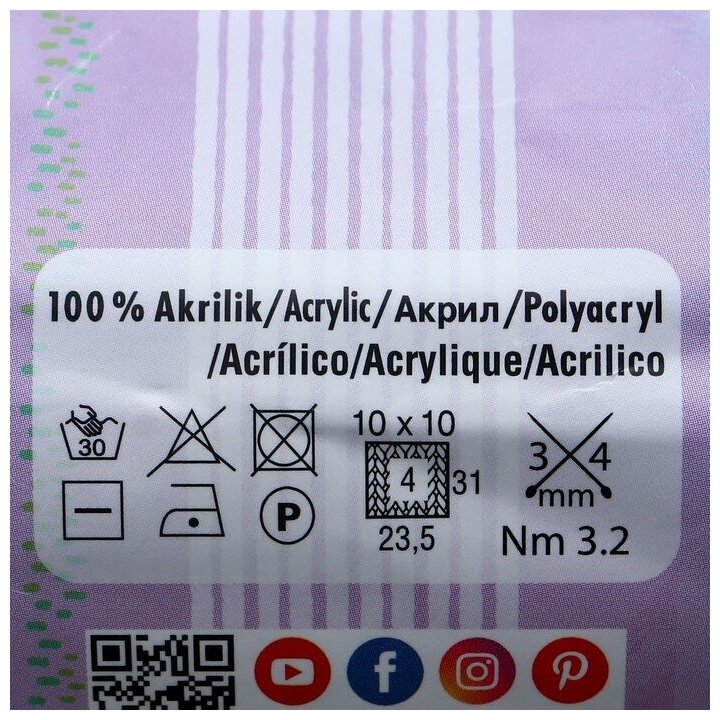 100 % Akrilik/Acrylic/Акрил/Polyacryl
/Acrílico/Acrylique/Acrilico
30
P
10 x 10
4
31
23,5
3 4
mm
Nm 3.2